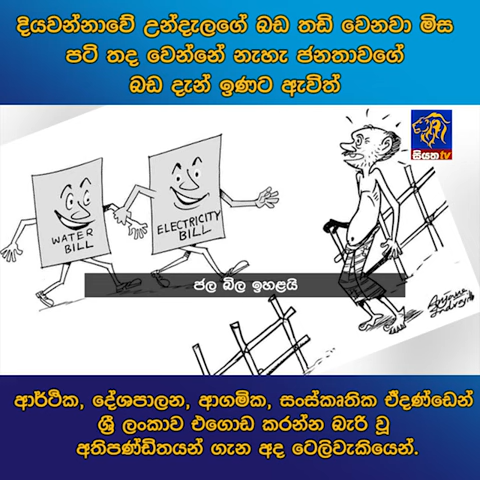 දියවන්නාවේ උන්දැලගේ බඩ තඩි වෙනවා මිස
පටි තද වෙන්නේ නැහැ ජනතාවගේ
බඩ දැන් ඉණට ඇවිත්
සියත tv
WATER
BILL
ELECTRICITY
BILL
ජල බිල ඉහළයි
ආර්ථික, දේශපාලන, ආගමික, සංස්කෘතික ඒදණ්ඩෙන්
ශ්‍රී ලංකාව එගොඩ කරන්න බැරි වූ
අතිපණ්ඩිතයන් ගැන අද ටෙලිවැකියෙන්.